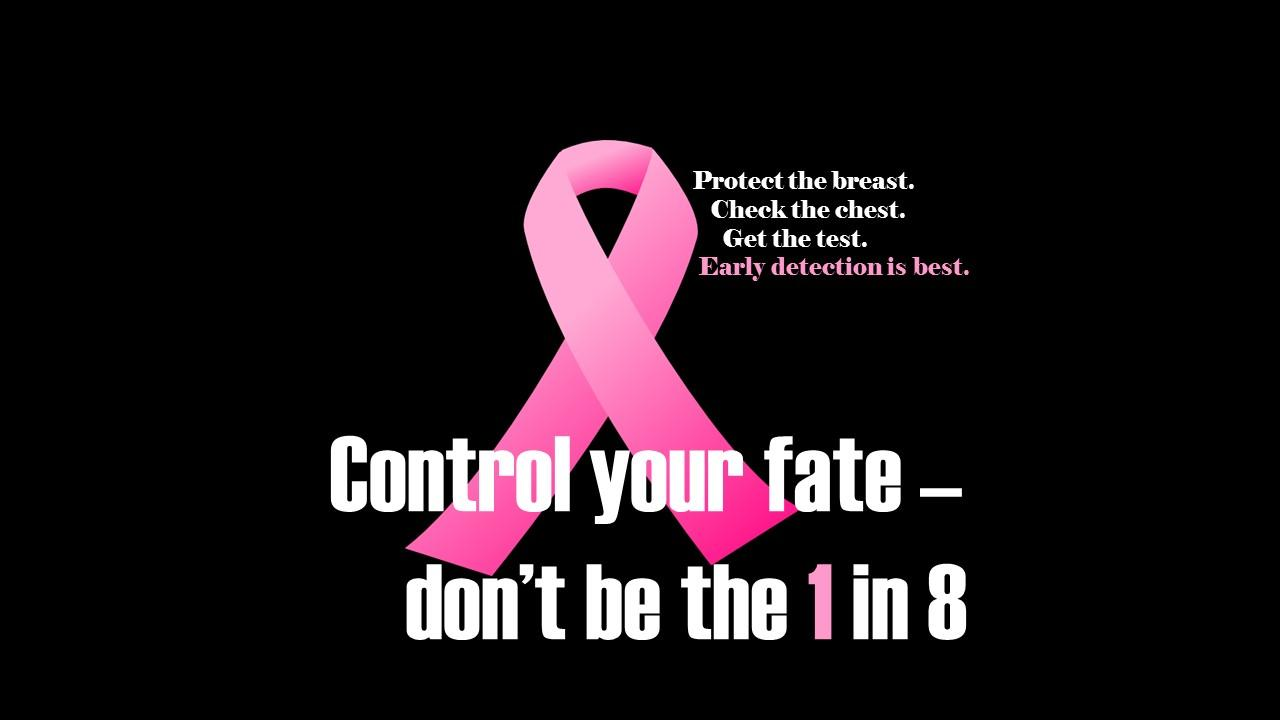 Protect the breast.
Check the chest.
Get the test.
Early detection is best.
Control your fate –
don’t be the 1 in 8